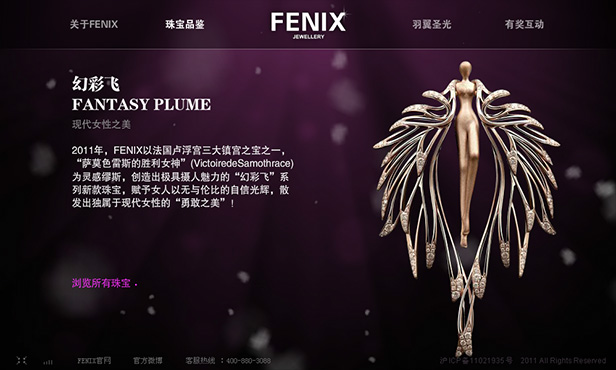 关于FENIX
珠宝品鉴
FENIX
JEWELLERY
羽翼圣光
有奖互动
幻彩飞
FANTASY PLUME
现代女性之美
2011年，FENIX以法国卢浮宫三大镇宫之宝之一，
“萨莫色雷斯的胜利女神”(VictoiredeSamothrace)
为灵感缪斯，创造出极具摄人魅力的“幻彩飞”系
列新款珠宝，赋予女人以无与伦比的自信光辉，散
发出独属于现代女性的“勇敢之美”！
浏览所有珠宝
FENIX官网
官方微博
客服热线 ：400-880-3088
沪ICP备11021935号
2011 All Rights Reserved